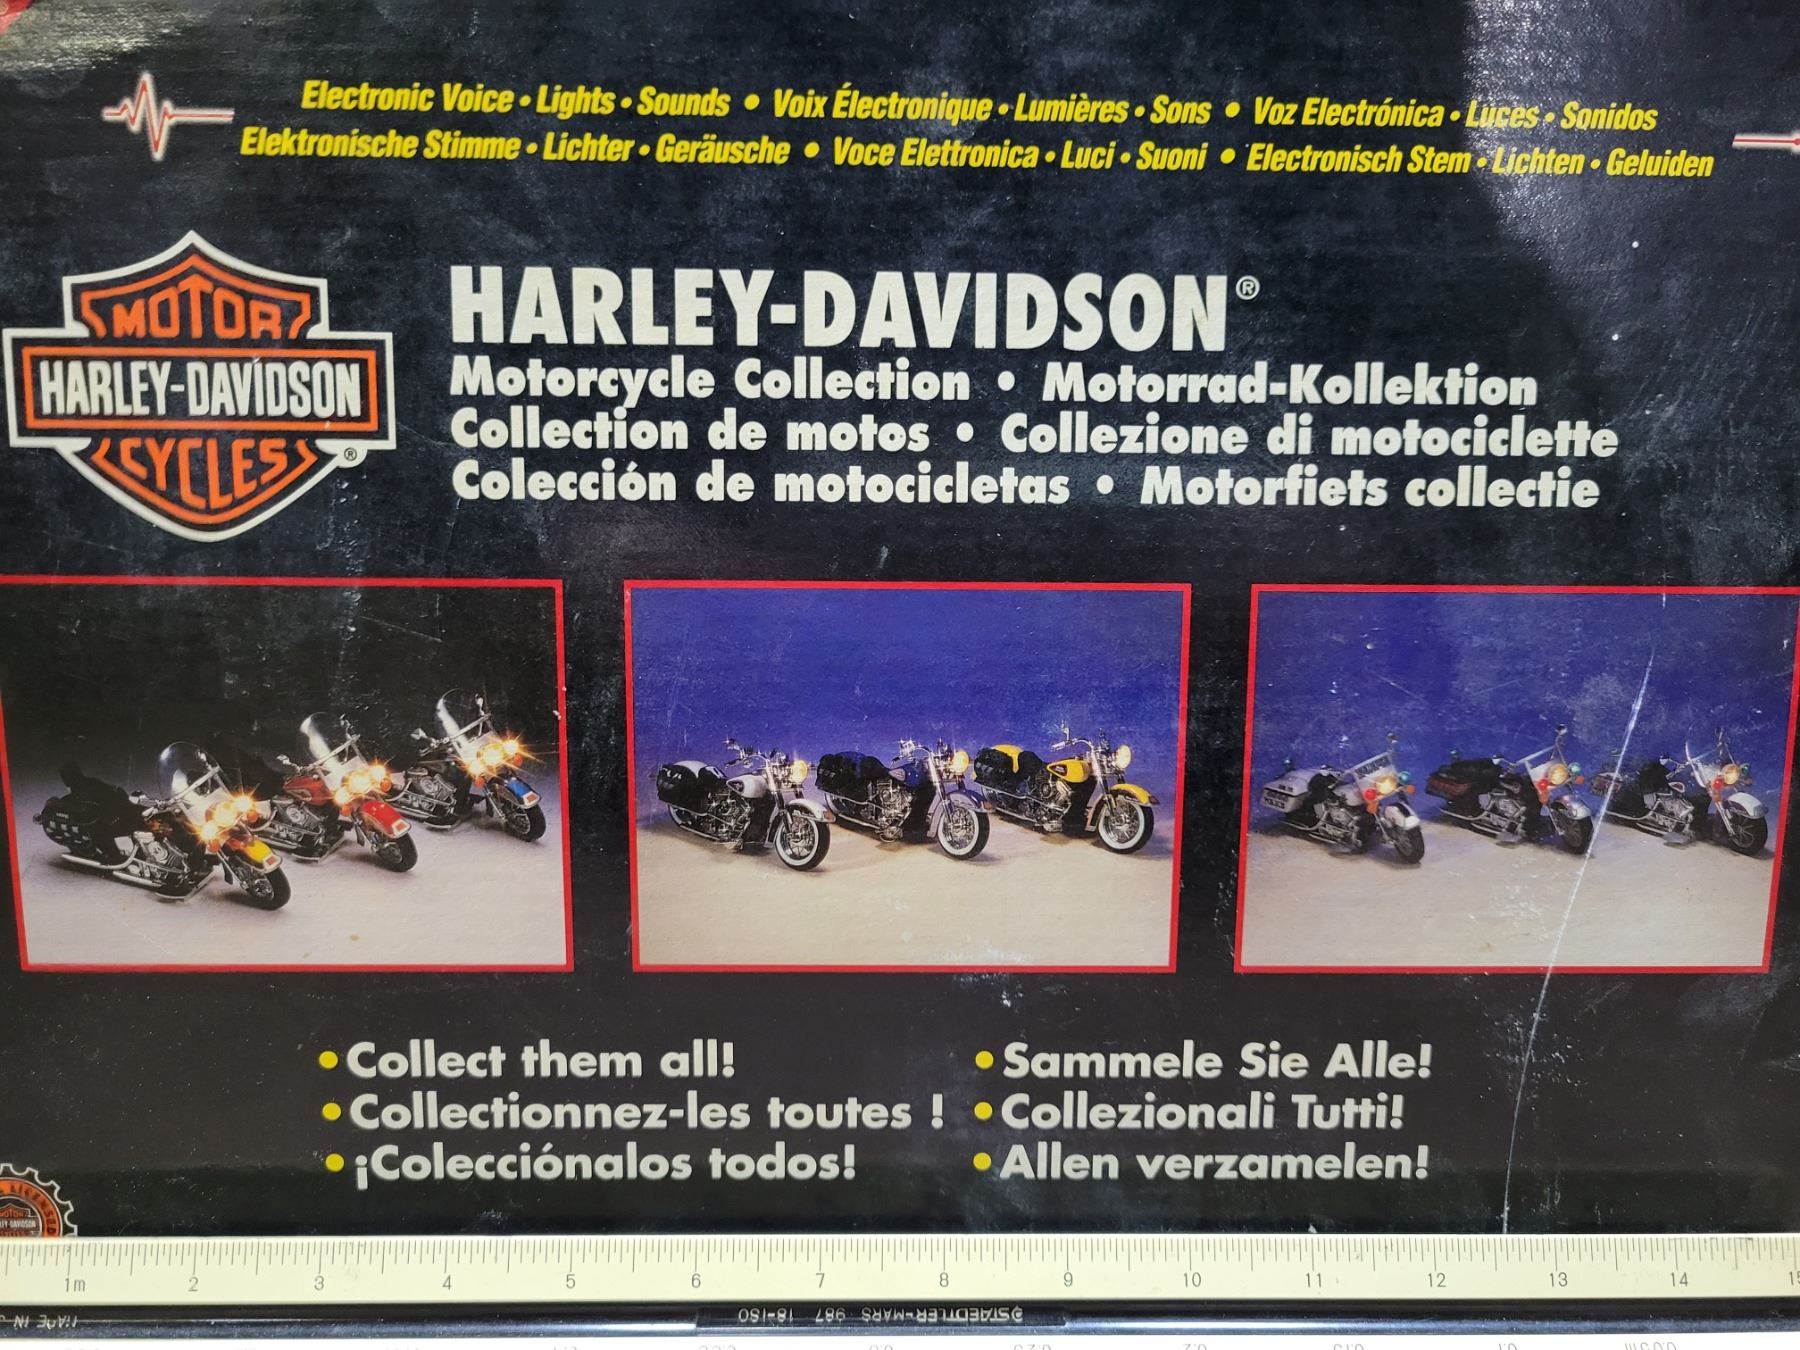 Electronic Voice • Lights • Sounds • Voix Électronique • Lumières • Sons • Voz Electrónica • Luces • Sonidos
Elektronische Stimme • Lichter • Geräusche • Voce Elettronica • Luci • Suoni • Electronisch Stem • Lichten • Geluiden
MOTOR
HARLEY-DAVIDSON
CYCLES
®
HARLEY-DAVIDSON®
Motorcycle Collection • Motorrad-Kollektion
Collection de motos • Collezione di motociclette
Colección de motocicletas • Motorfiets collectie
• Collect them all!
• Collectionnez-les toutes !
• ¡Colecciónalos todos!
• Sammele Sie Alle!
• Collezionali Tutti!
• Allen verzamelen!
1m 2 3 4 5 6 7 8 9 10 11 12 13 14 15
STAEDTLER-MARS 987 18-ISO